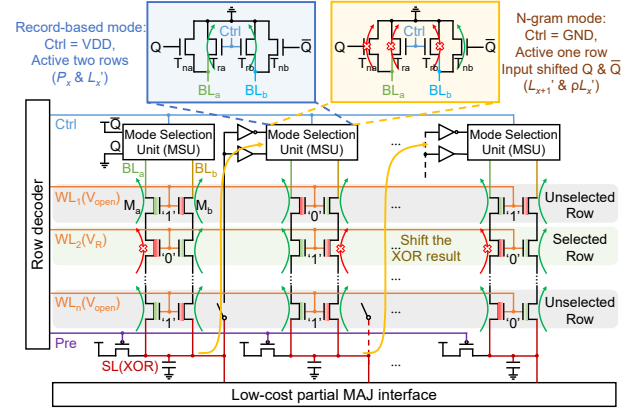 Record-based mode:
Ctrl = VDD,
Active two rows
(Px & Lx')
Q
Ctrl
Q̅
Tna
Tra
Trb
Tnb
BLa
BLb
Q
Ctrl
Q̅
Tna
Tra
Trb
Tnb
BLa
BLb
N-gram mode:
Ctrl = GND,
Active one row
Input shifted Q & Q̅
(Lx+1' & ρLx')
Row decoder
Ctrl
Q̅
Q
Mode Selection
Unit (MSU)
Mode Selection
Unit (MSU)
...
Mode Selection
Unit (MSU)
BLa
BLb
WL1(Vopen)
Ma
'1'
Mb
'0'
...
'1'
Unselected
Row
WL2(VR)
'0'
'1'
Shift the
XOR result
'0'
Selected
Row
WLn(Vopen)
'1'
'1'
...
'0'
Unselected
Row
Pre
SL(XOR)
...
...
Low-cost partial MAJ interface